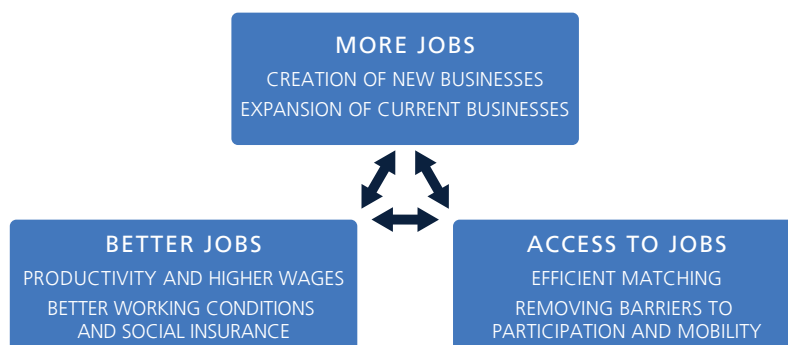 MORE JOBS
CREATION OF NEW BUSINESSES
EXPANSION OF CURRENT BUSINESSES
BETTER JOBS
PRODUCTIVITY AND HIGHER WAGES
BETTER WORKING CONDITIONS
AND SOCIAL INSURANCE
ACCESS TO JOBS
EFFICIENT MATCHING
REMOVING BARRIERS TO
PARTICIPATION AND MOBILITY